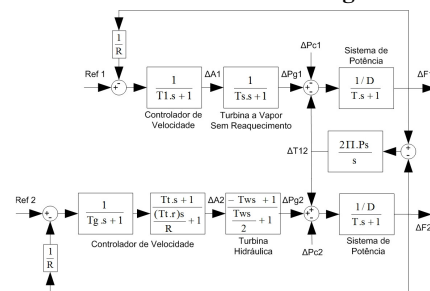 1
R
ΔPc1
Sistema de
Potência
Ref 1
1
T1.s + 1
ΔA1
1
Ts.s + 1
ΔPg1
1/ D
T.s + 1
ΔF1
Controlador de
Velocidade
Turbina a Vapor
Sem Reaquecimento
ΔT12
2Π.Ps
s
Ref 2
1
Tg .s + 1
Tt.s + 1
(Tt.r)s
R
+ 1
ΔA2
− Tws + 1
Tws
2
+ 1
ΔPg2
1/ D
T.s + 1
ΔF2
Controlador de Velocidade
Turbina
Hidráulica
ΔPc2
Sistema de
Potência
1
R